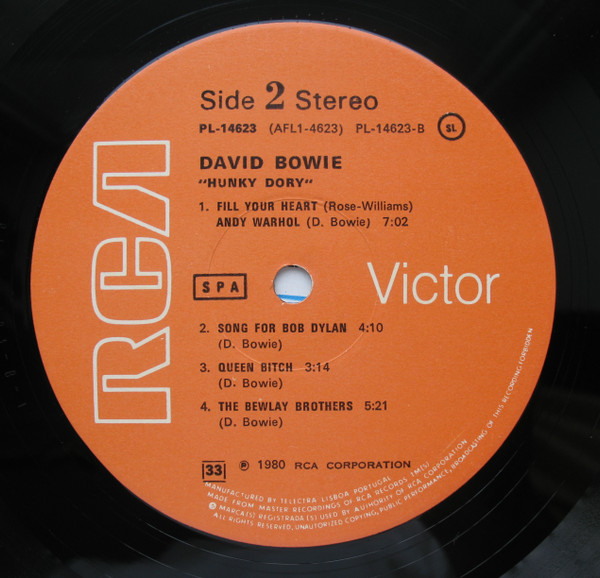 Side 2 Stereo
PL-14623 (AFL1-4623) PL-14623-B SL
DAVID BOWIE
"HUNKY DORY"
1. FILL YOUR HEART (Rose-Williams)
ANDY WARHOL (D. Bowie) 7:02
RCA
SPA
Victor
2. SONG FOR BOB DYLAN 4:10
(D. Bowie)
3. QUEEN BITCH 3:14
(D. Bowie)
4. THE BEWLAY BROTHERS 5:21
(D. Bowie)
33 ℗ 1980 RCA CORPORATION
MANUFACTURED BY TELECTRA LISBOA PORTUGAL
MADE FROM MASTER RECORDINGS OF RCA RECORDS TM(S)
MARCA(S) REGISTRADA(S) USED BY AUTHORITY OF RCA CORPORATION
ALL RIGHTS RESERVED. UNAUTHORIZED COPYING, PUBLIC PERFORMANCE, BROADCASTING OF THIS RECORDING FORBIDDEN